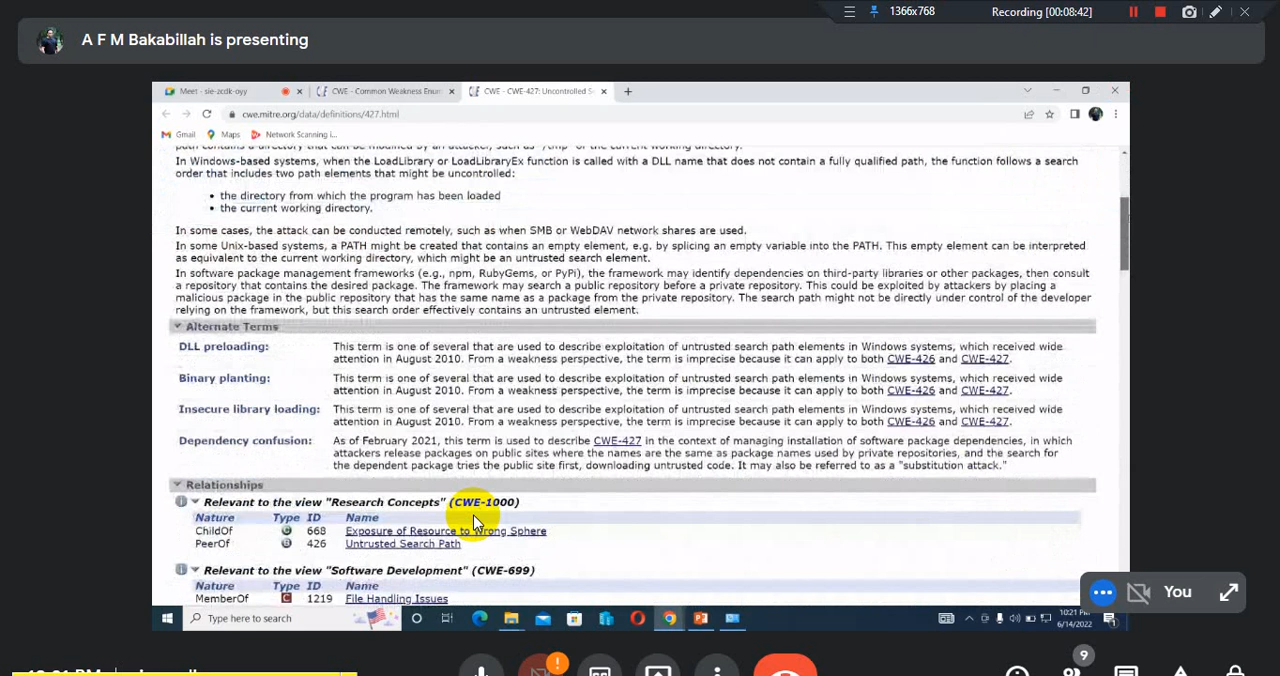 1366x768
Recording [00:08:42]
A F M Bakabillah is presenting
Meet - sie-zcdk-oyy
CWE - Common Weakness Enum
CWE - CWE-427: Uncontrolled S
cwe.mitre.org/data/definitions/427.html
Gmail Maps Network Scanning i...
path contains a directory that can be modified by an attacker, such as "/tmp" or the current working directory.
In Windows-based systems, when the LoadLibrary or LoadLibraryEx function is called with a DLL name that does not contain a fully qualified path, the function follows a search
order that includes two path elements that might be uncontrolled:
• the directory from which the program has been loaded
• the current working directory.
In some cases, the attack can be conducted remotely, such as when SMB or WebDAV network shares are used.
In some Unix-based systems, a PATH might be created that contains an empty element, e.g. by splicing an empty variable into the PATH. This empty element can be interpreted
as equivalent to the current working directory, which might be an untrusted search element.
In software package management frameworks (e.g., npm, RubyGems, or PyPi), the framework may identify dependencies on third-party libraries or other packages, then consult
a repository that contains the desired package. The framework may search a public repository before a private repository. This could be exploited by attackers by placing a
malicious package in the public repository that has the same name as a package from the private repository. The search path might not be directly under control of the developer
relying on the framework, but this search order effectively contains an untrusted element.
Alternate Terms
DLL preloading: This term is one of several that are used to describe exploitation of untrusted search path elements in Windows systems, which received wide
attention in August 2010. From a weakness perspective, the term is imprecise because it can apply to both CWE-426 and CWE-427.
Binary planting: This term is one of several that are used to describe exploitation of untrusted search path elements in Windows systems, which received wide
attention in August 2010. From a weakness perspective, the term is imprecise because it can apply to both CWE-426 and CWE-427.
Insecure library loading: This term is one of several that are used to describe exploitation of untrusted search path elements in Windows systems, which received wide
attention in August 2010. From a weakness perspective, the term is imprecise because it can apply to both CWE-426 and CWE-427.
Dependency confusion: As of February 2021, this term is used to describe CWE-427 in the context of managing installation of software package dependencies, in which
attackers release packages on public sites where the names are the same as package names used by private repositories, and the search for
the dependent package tries the public site first, downloading untrusted code. It may also be referred to as a "substitution attack."
Relationships
Relevant to the view "Research Concepts" (CWE-1000)
Nature Type ID Name
ChildOf 668 Exposure of Resource to Wrong Sphere
PeerOf 426 Untrusted Search Path
Relevant to the view "Software Development" (CWE-699)
Nature Type ID Name
MemberOf C 1219 File Handling Issues
You
Type here to search
10:21 PM
6/14/2022
9